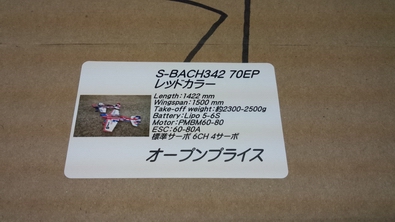 S-BACH342 70EP
レッドカラー
Length:1422 mm
Wingspan:1500 mm
Take-off weight:約2300-2500g
Battery:Lipo 5-6S
Motor:PMBM60-80
ESC:60-80A
標準サーボ 6CH 4サーボ
オープンプライス